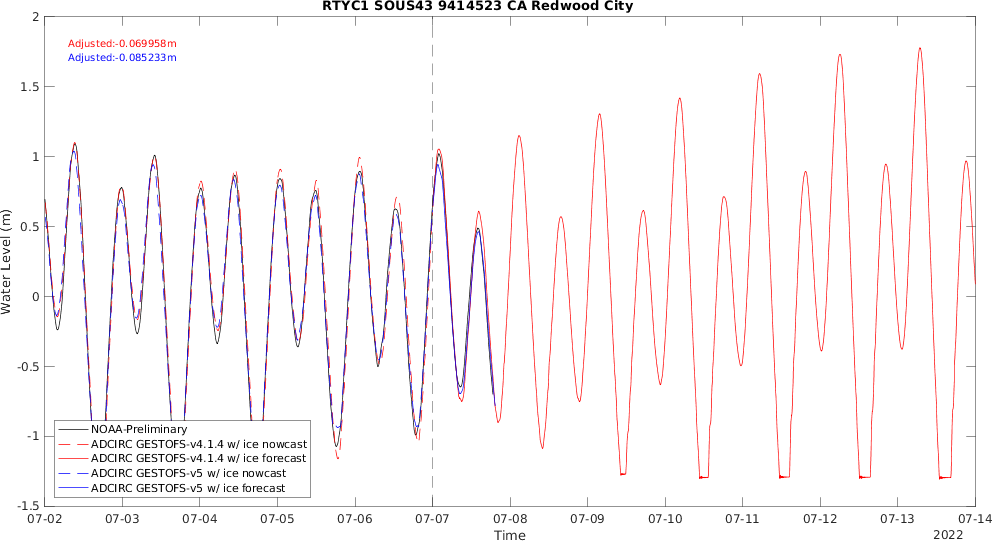 RTYC1 SOUS43 9414523 CA Redwood City
Adjusted:-0.069958m
Adjusted:-0.085233m
Water Level (m)
2
1.5
1
0.5
0
-0.5
-1
-1.5
NOAA-Preliminary
ADCIRC GESTOFS-v4.1.4 w/ ice nowcast
ADCIRC GESTOFS-v4.1.4 w/ ice forecast
ADCIRC GESTOFS-v5 w/ ice nowcast
ADCIRC GESTOFS-v5 w/ ice forecast
07-02 07-03 07-04 07-05 07-06 07-07 07-08 07-09 07-10 07-11 07-12 07-13 07-14
Time
2022